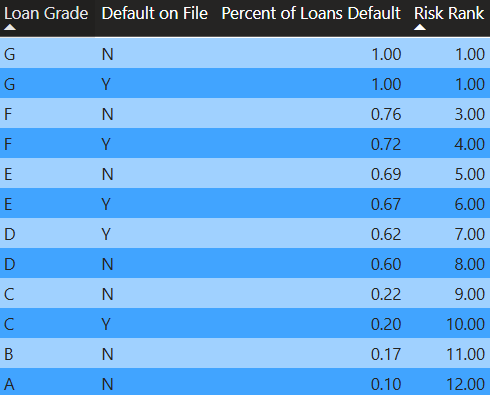 Loan Grade Default on File Percent of Loans Default Risk Rank
G N 1.00 1.00
G Y 1.00 1.00
F N 0.76 3.00
F Y 0.72 4.00
E N 0.69 5.00
E Y 0.67 6.00
D Y 0.62 7.00
D N 0.60 8.00
C N 0.22 9.00
C Y 0.20 10.00
B N 0.17 11.00
A N 0.10 12.00